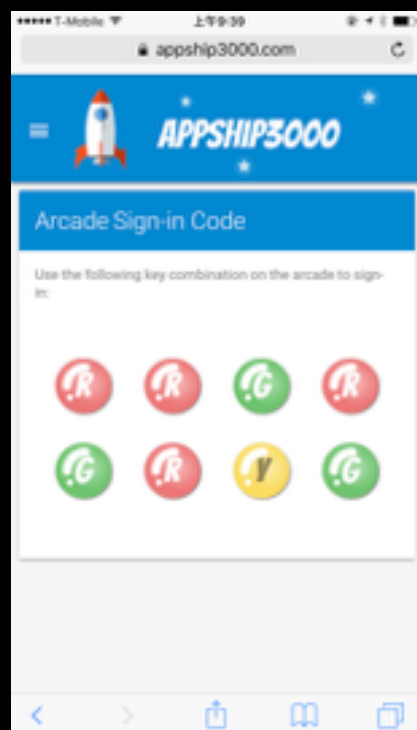 T-Mobile 上午9:39
appship3000.com
APPSHIP3000
Arcade Sign-in Code
Use the following key combination on the arcade to sign-
in:
R R G R
G R Y G